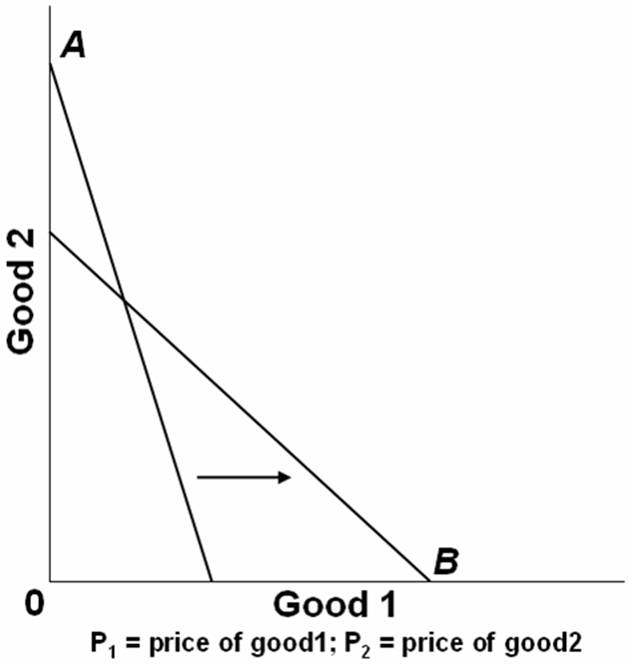 A
Good 2
B
0
Good 1
P₁ = price of good1; P₂ = price of good2